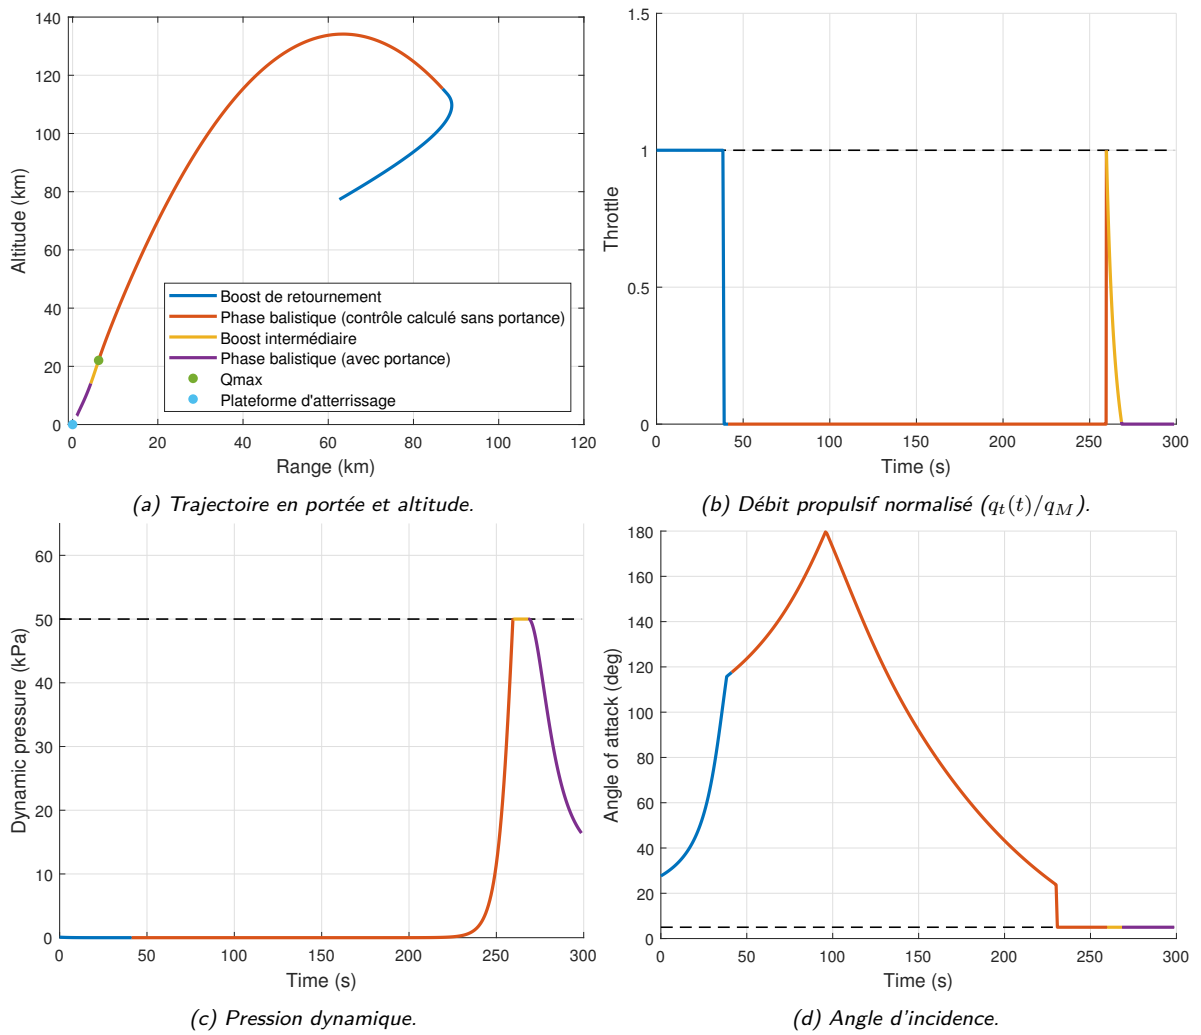 140
120
100
80
60
40
20
0
Altitude (km)
0 20 40 60 80 100 120
Range (km)
Boost de retournement
Phase balistique (contrôle calculé sans portance)
Boost intermédiaire
Phase balistique (avec portance)
Qmax
Plateforme d'atterrissage
(a) Trajectoire en portée et altitude.
1.5
1
0.5
0
Throttle
0 50 100 150 200 250 300
Time (s)
(b) Débit propulsif normalisé (q_t(t)/q_M).
60
50
40
30
20
10
0
Dynamic pressure (kPa)
0 50 100 150 200 250 300
Time (s)
(c) Pression dynamique.
180
160
140
120
100
80
60
40
20
0
Angle of attack (deg)
0 50 100 150 200 250 300
Time (s)
(d) Angle d'incidence.